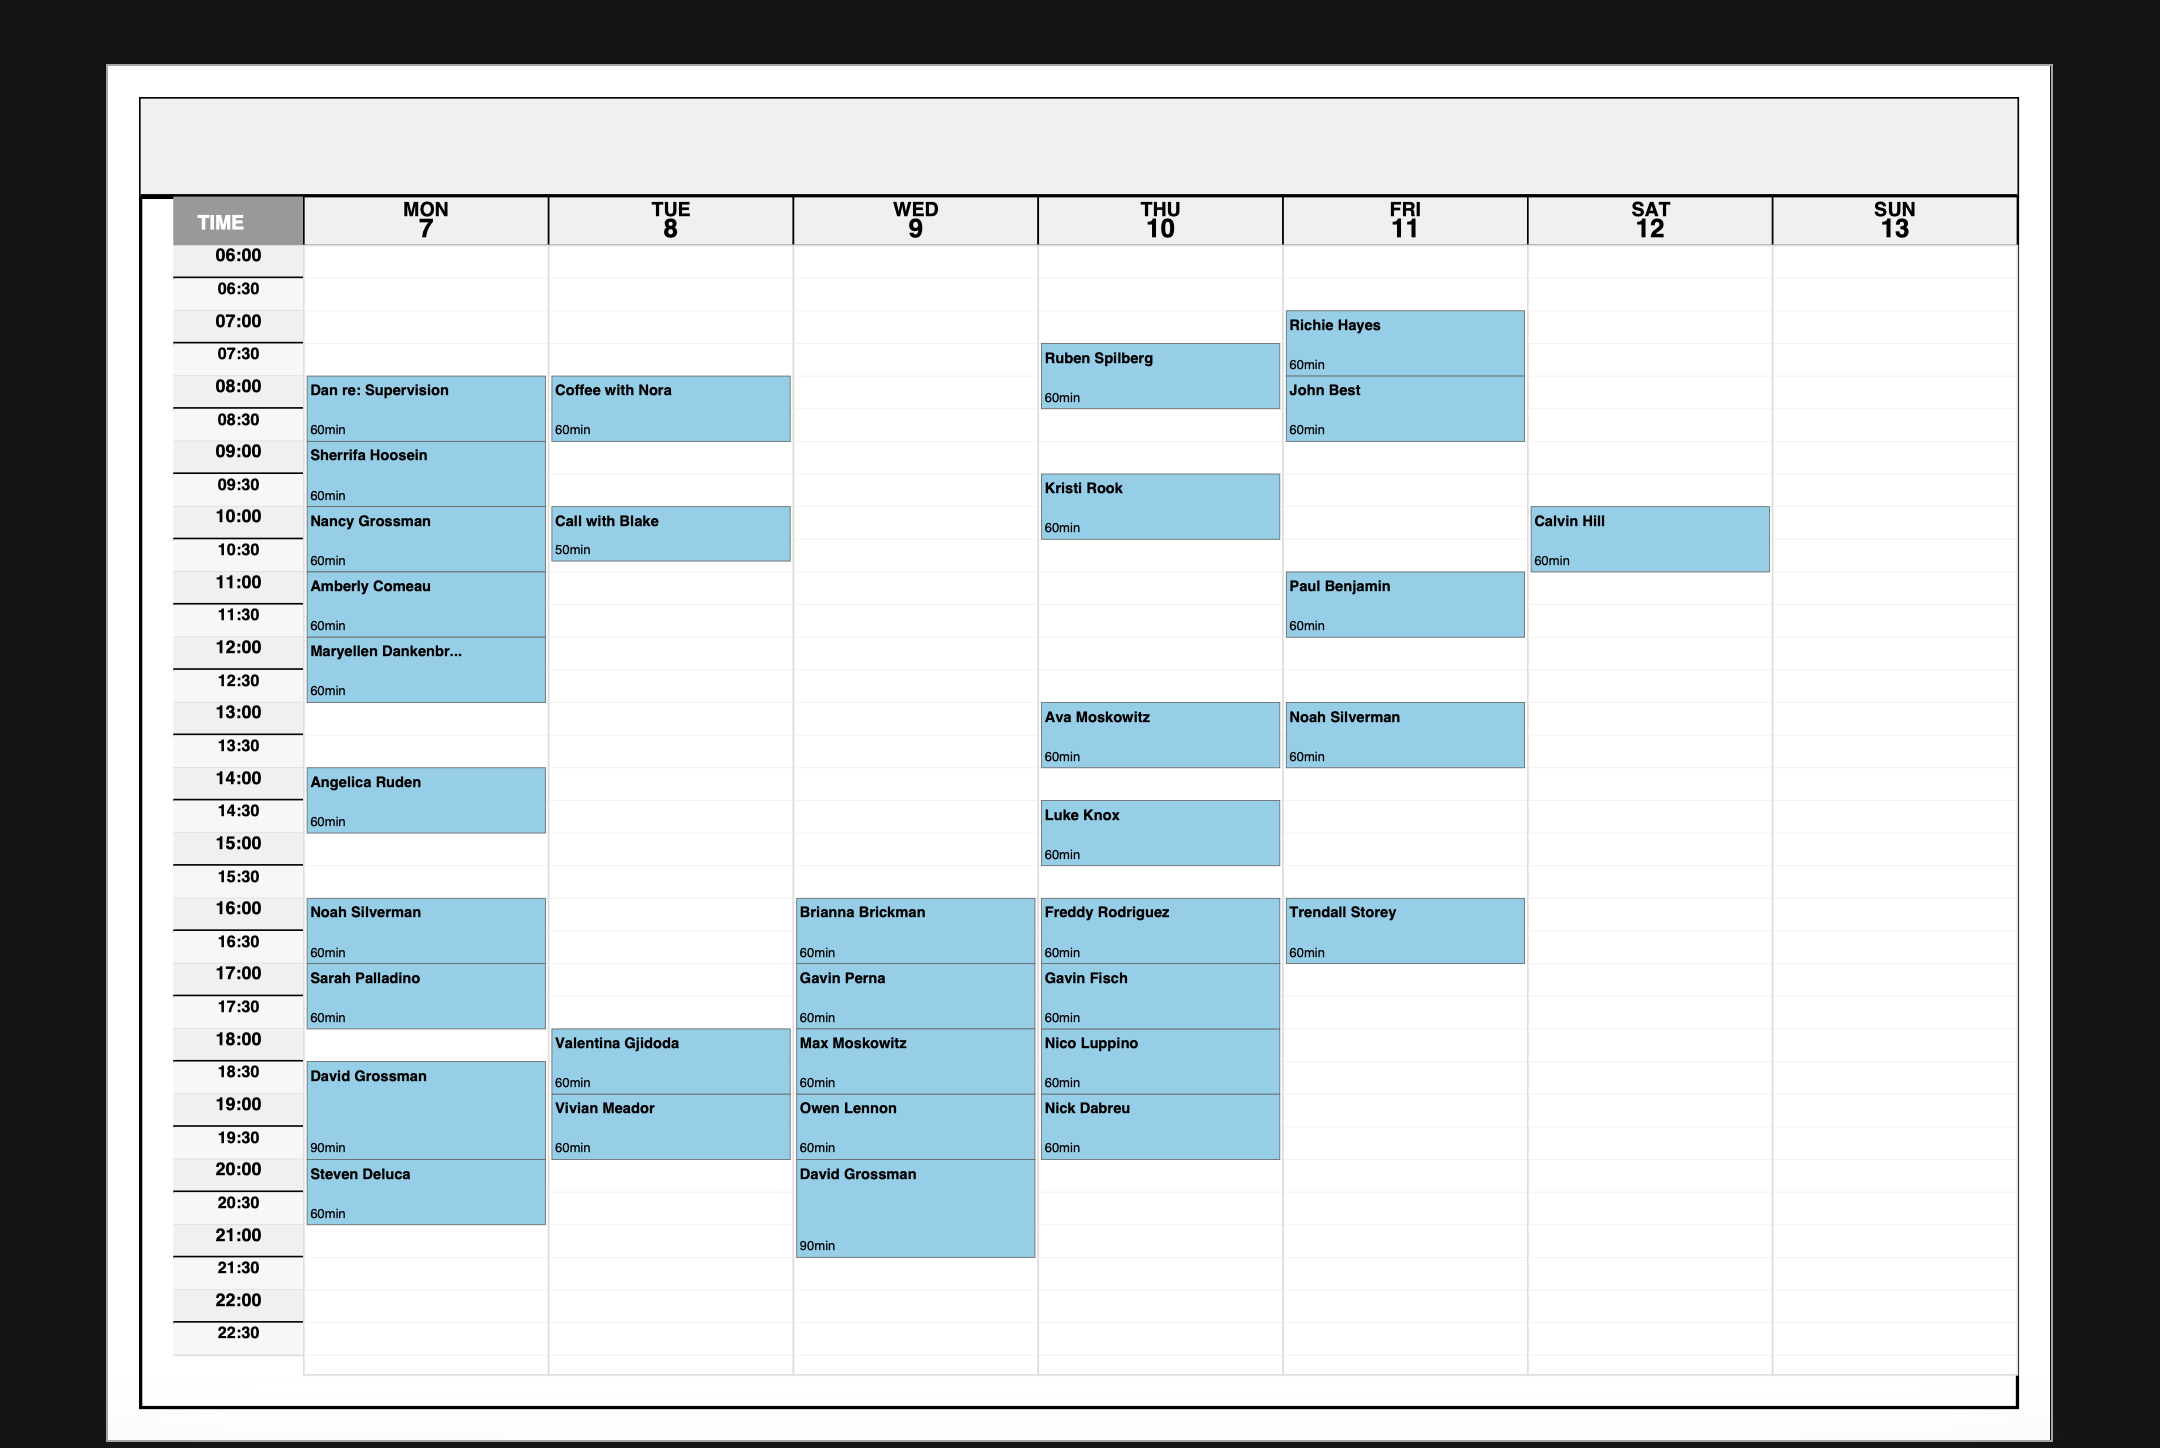 TIME
MON
7
TUE
8
WED
9
THU
10
FRI
11
SAT
12
SUN
13
06:00
06:30
07:00
07:30
08:00
08:30
09:00
09:30
10:00
10:30
11:00
11:30
12:00
12:30
13:00
13:30
14:00
14:30
15:00
15:30
16:00
16:30
17:00
17:30
18:00
18:30
19:00
19:30
20:00
20:30
21:00
21:30
22:00
22:30
Dan re: Supervision
60min
Sherrifa Hoosein
60min
Nancy Grossman
60min
Amberly Comeau
60min
Maryellen Dankenbr...
60min
Angelica Ruden
60min
Noah Silverman
60min
Sarah Palladino
60min
David Grossman
90min
Steven Deluca
60min
Coffee with Nora
60min
Call with Blake
50min
Valentina Gjidoda
60min
Vivian Meador
60min
Brianna Brickman
60min
Gavin Perna
60min
Max Moskowitz
60min
Owen Lennon
60min
David Grossman
90min
Ruben Spilberg
60min
Kristi Rook
60min
Ava Moskowitz
60min
Luke Knox
60min
Freddy Rodriguez
60min
Gavin Fisch
60min
Nico Luppino
60min
Nick Dabreu
60min
Richie Hayes
60min
John Best
60min
Paul Benjamin
60min
Noah Silverman
60min
Trendall Storey
60min
Calvin Hill
60min